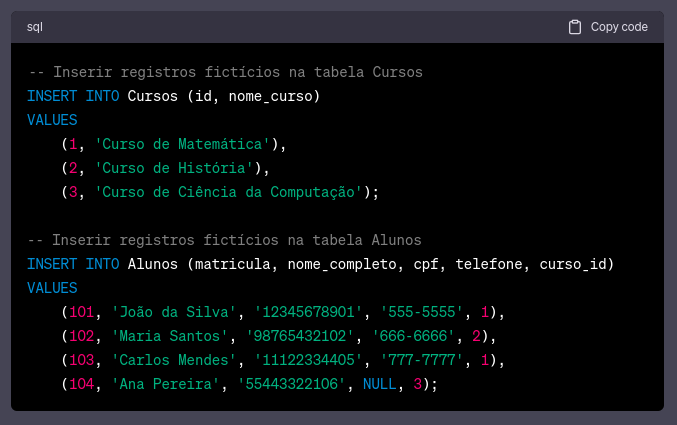 sql
Copy code
-- Inserir registros fictícios na tabela Cursos
INSERT INTO Cursos (id, nome_curso)
VALUES
(1, 'Curso de Matemática'),
(2, 'Curso de História'),
(3, 'Curso de Ciência da Computação');
-- Inserir registros fictícios na tabela Alunos
INSERT INTO Alunos (matricula, nome_completo, cpf, telefone, curso_id)
VALUES
(101, 'João da Silva', '12345678901', '555-5555', 1),
(102, 'Maria Santos', '98765432102', '666-6666', 2),
(103, 'Carlos Mendes', '11122334405', '777-7777', 1),
(104, 'Ana Pereira', '55443322106', NULL, 3);